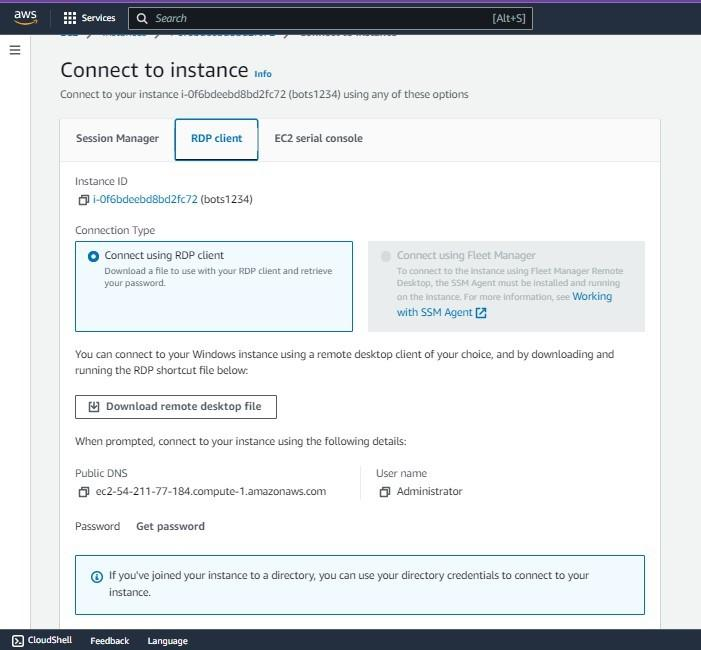 aws
Services
Search
[Alt+S]
Connect to instance Info
Connect to your instance i-0f6bdeebd8bd2fc72 (bots1234) using any of these options
Session Manager
RDP client
EC2 serial console
Instance ID
i-0f6bdeebd8bd2fc72 (bots1234)
Connection Type
Connect using RDP client
Download a file to use with your RDP client and retrieve
your password.
Connect using Fleet Manager
To connect to the instance using Fleet Manager Remote
Desktop, the SSM Agent must be installed and running
on the instance. For more information, see Working
with SSM Agent
You can connect to your Windows instance using a remote desktop client of your choice, and by downloading and
running the RDP shortcut file below:
Download remote desktop file
When prompted, connect to your instance using the following details:
Public DNS
ec2-54-211-77-184.compute-1.amazonaws.com
User name
Administrator
Password Get password
If you've joined your instance to a directory, you can use your directory credentials to connect to your
instance.
CloudShell
Feedback
Language